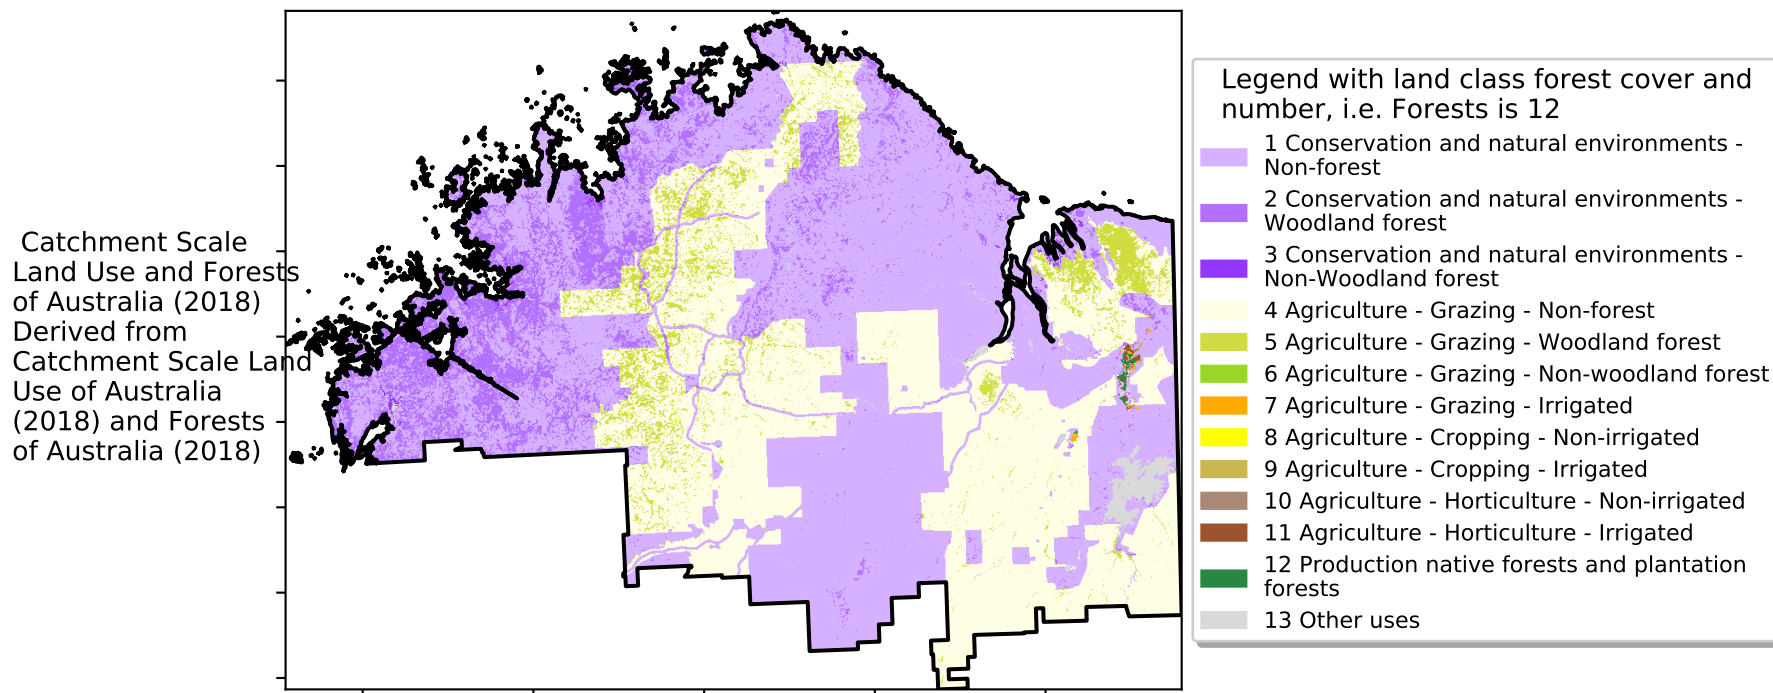 Catchment Scale
Land Use and Forests
of Australia (2018)
Derived from
Catchment Scale Land
Use of Australia
(2018) and Forests
of Australia (2018)
Legend with land class forest cover and
number, i.e. Forests is 12
1 Conservation and natural environments -
Non-forest
2 Conservation and natural environments -
Woodland forest
3 Conservation and natural environments -
Non-Woodland forest
4 Agriculture - Grazing - Non-forest
5 Agriculture - Grazing - Woodland forest
6 Agriculture - Grazing - Non-woodland forest
7 Agriculture - Grazing - Irrigated
8 Agriculture - Cropping - Non-irrigated
9 Agriculture - Cropping - Irrigated
10 Agriculture - Horticulture - Non-irrigated
11 Agriculture - Horticulture - Irrigated
12 Production native forests and plantation
forests
13 Other uses